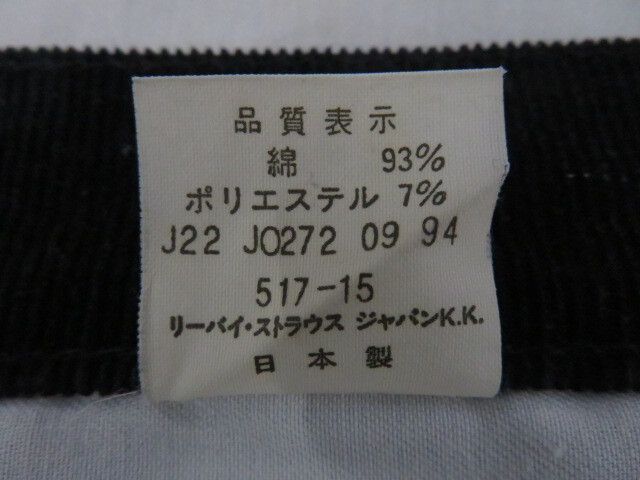 品質表示
綿 93%
ポリエステル 7%
J22 J0272 09 94
517-15
リーバイ・ストラウス ジャパンK.K.
日本製